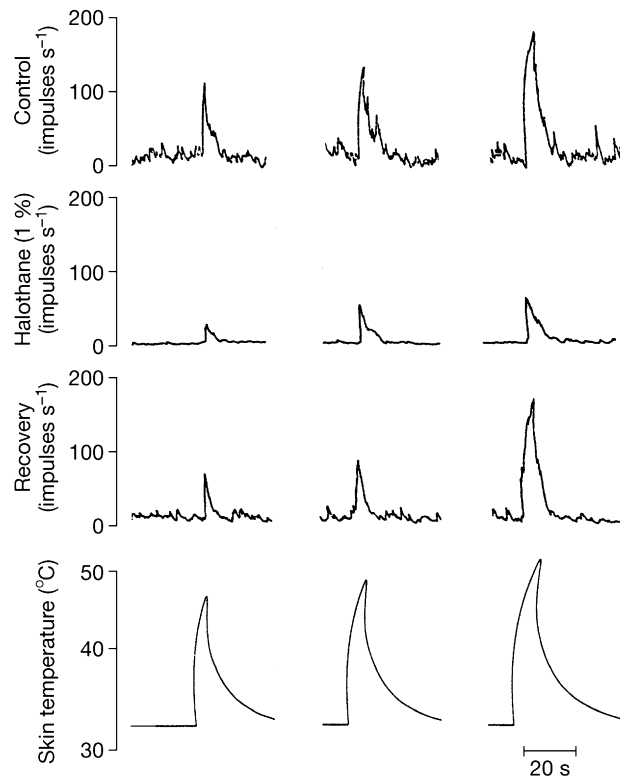 Control
(impulses s⁻¹)
200
100
0
Halothane (1 %)
(impulses s⁻¹)
200
100
0
Recovery
(impulses s⁻¹)
200
100
0
Skin temperature (°C)
50
40
30
20 s